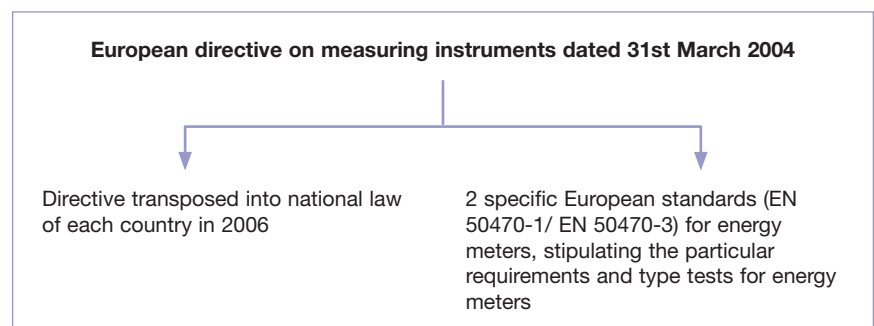 European directive on measuring instruments dated 31st March 2004
Directive transposed into national law
of each country in 2006
2 specific European standards (EN
50470-1/ EN 50470-3) for energy
meters, stipulating the particular
requirements and type tests for energy
meters